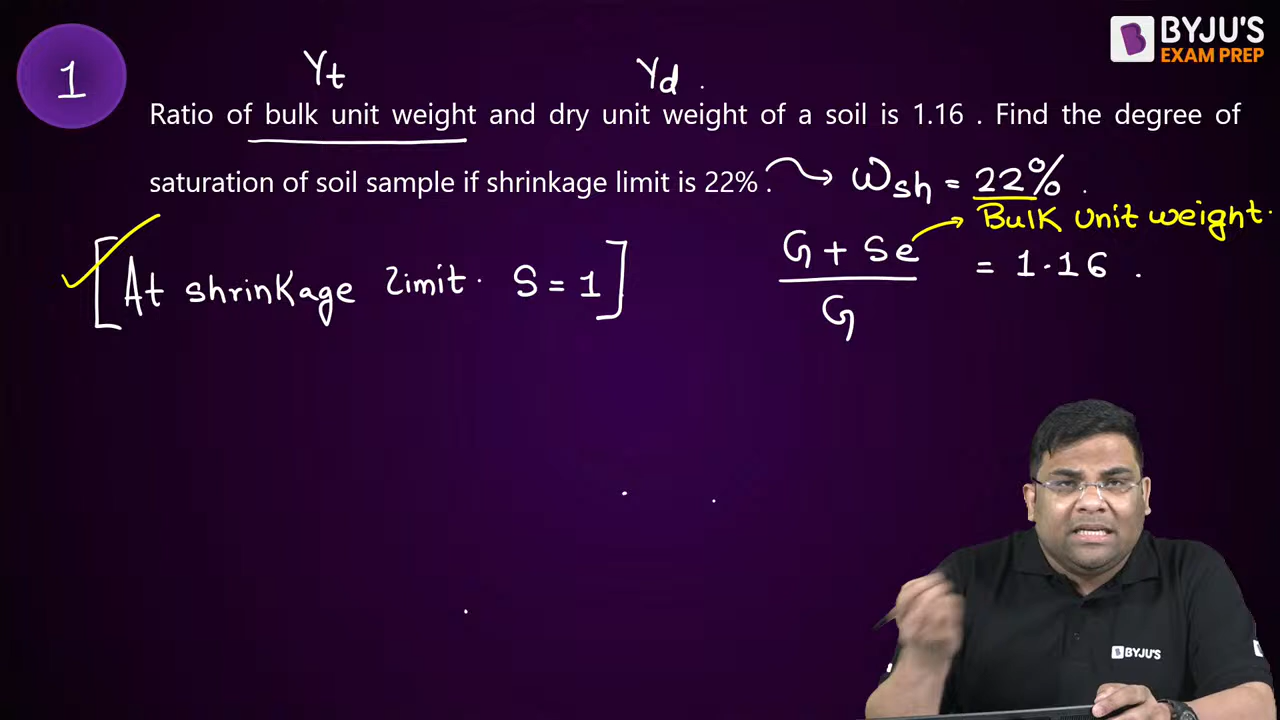 1
BYJU'S
EXAM PREP
γt
γd
Ratio of bulk unit weight and dry unit weight of a soil is 1.16 . Find the degree of
saturation of soil sample if shrinkage limit is 22% .
ωsh = 22% .
Bulk unit weight.
[At shrinkage limit. S = 1]
G + Se
G
= 1.16 .
BYJU'S